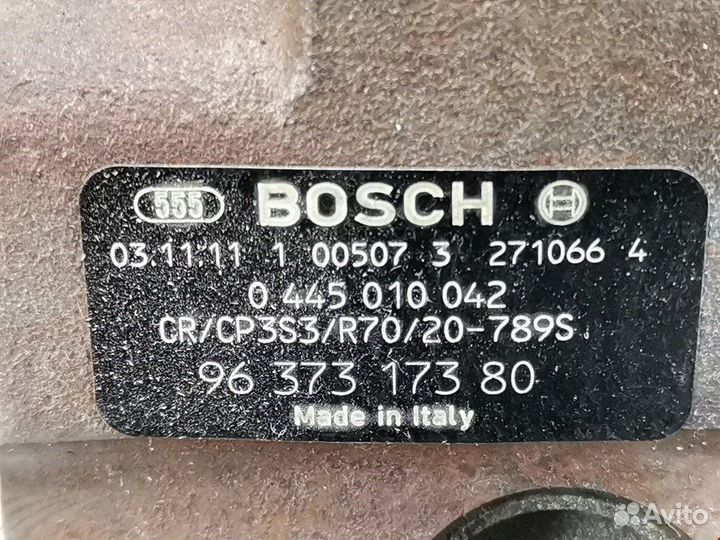 555 BOSCH
03.11.11 1 00507 3 271066 4
0 445 010 042
CR/CP3S3/R70/20-789S
96 373 173 80
Made in Italy
Avito